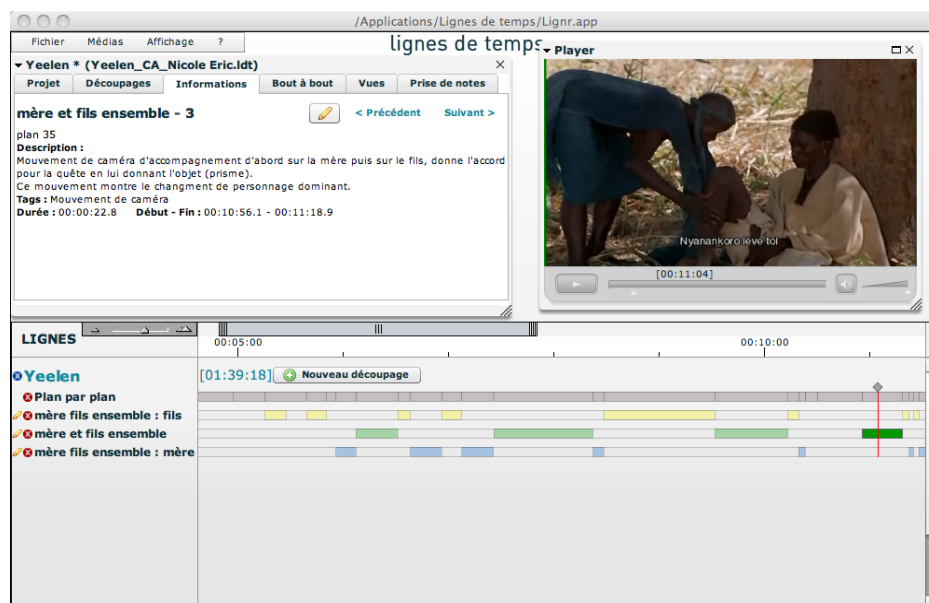 /Applications/Lignes de temps/Lignr.app
Fichier Médias Affichage ?
lignes de temps
Yeelen * (Yeelen_CA_Nicole Eric.ldt)
Projet Découpages Informations Bout à bout Vues Prise de notes
mère et fils ensemble - 3
< Précédent Suivant >
plan 35
Description :
Mouvement de caméra d'accompagnement d'abord sur la mère puis sur le fils, donne l'accord
pour la quête en lui donnant l'objet (prisme).
Ce mouvement montre le changment de personnage dominant.
Tags : Mouvement de caméra
Durée : 00:00:22.8 Début - Fin : 00:10:56.1 - 00:11:18.9
Player
Nyanankoro lève toi
[00:11:04]
LIGNES
00:05:00 00:10:00
Yeelen
[01:39:18] Nouveau découpage
Plan par plan
mère fils ensemble : fils
mère et fils ensemble
mère fils ensemble : mère